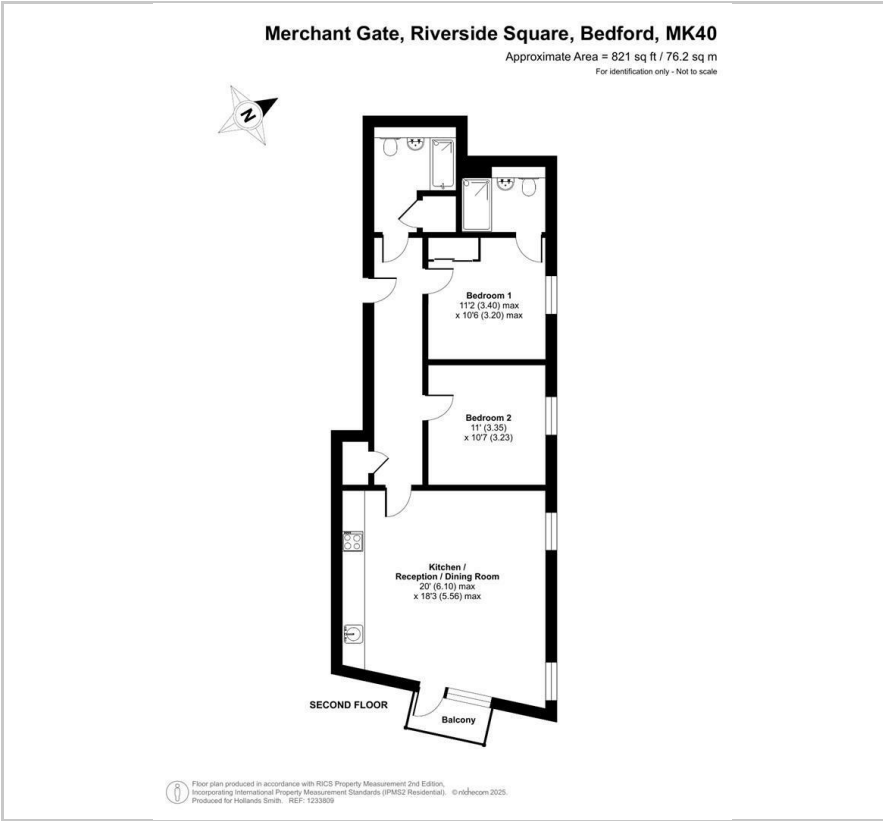 Merchant Gate, Riverside Square, Bedford, MK40
Approximate Area = 821 sq ft / 76.2 sq m
For identification only - Not to scale
N
Bedroom 1
11'2 (3.40) max
x 10'6 (3.20) max
Bedroom 2
11' (3.35)
x 10'7 (3.23)
Kitchen /
Reception / Dining Room
20' (6.10) max
x 18'3 (5.56) max
SECOND FLOOR
Balcony
Floor plan produced in accordance with RICS Property Measurement 2nd Edition,
Incorporating International Property Measurement Standards (IPMS2 Residential). © nichecom 2025.
Produced for Hollands Smith. REF: 1233809